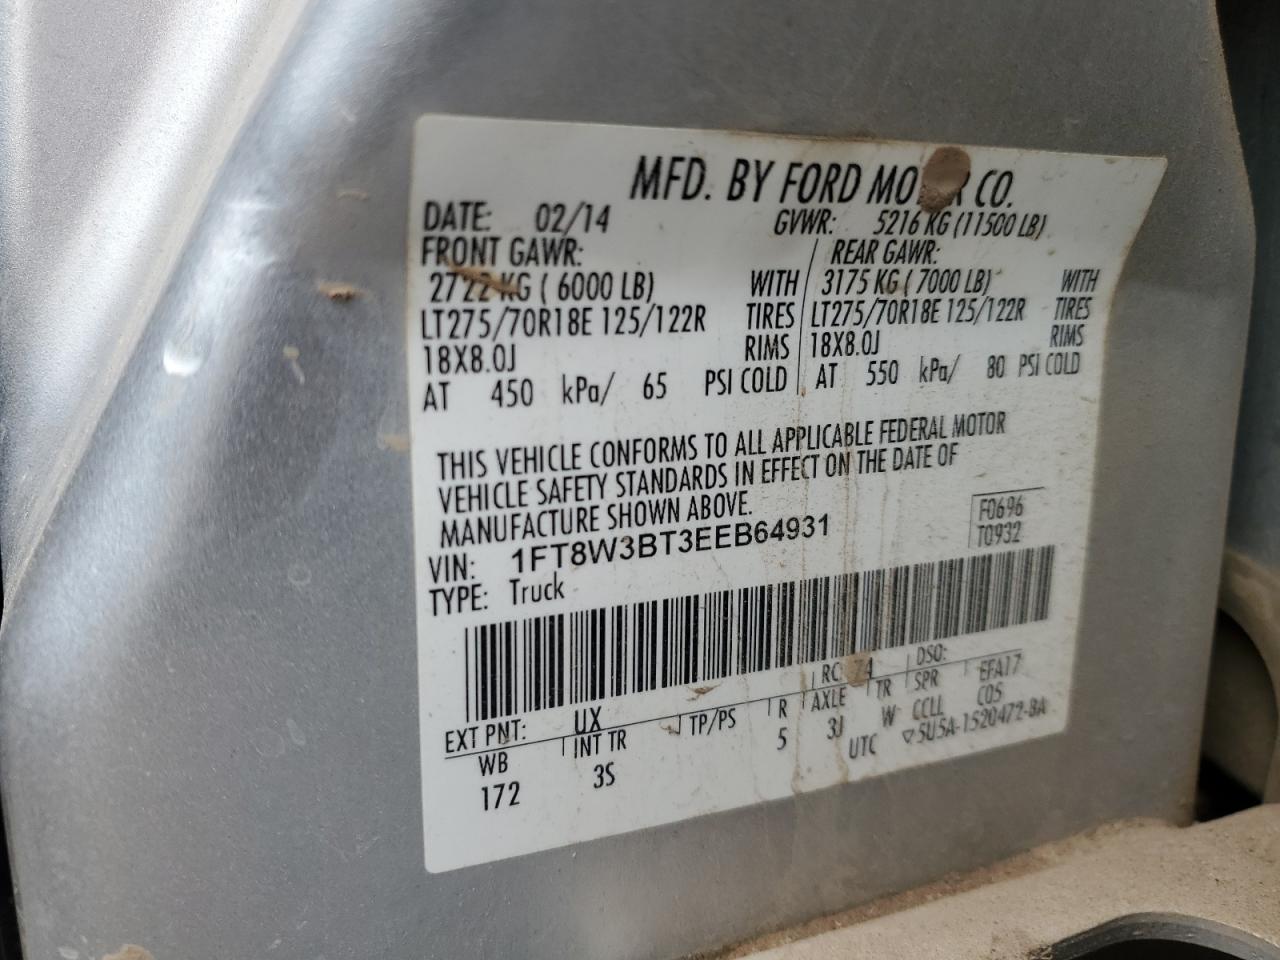 MFD. BY FORD MOTOR CO.
DATE: 02/14 GVWR: 5216 KG (11500 LB)
FRONT GAWR: REAR GAWR:
2722 KG ( 6000 LB) WITH 3175 KG ( 7000 LB) WITH
LT275/70R18E 125/122R TIRES LT275/70R18E 125/122R TIRES
18X8.0J RIMS 18X8.0J RIMS
AT 450 kPa/ 65 PSI COLD AT 550 kPa/ 80 PSI COLD
THIS VEHICLE CONFORMS TO ALL APPLICABLE FEDERAL MOTOR
VEHICLE SAFETY STANDARDS IN EFFECT ON THE DATE OF
MANUFACTURE SHOWN ABOVE.
F0696
VIN: 1FT8W3BT3EEB64931 T0932
TYPE: Truck
EXT PNT: UX RC: 74 DSO:
WB INT TR TP/PS R AXLE TR SPR EFA17
172 3S 5 3J W CCLL C05
UTC ▽5U5A-1520472-BA